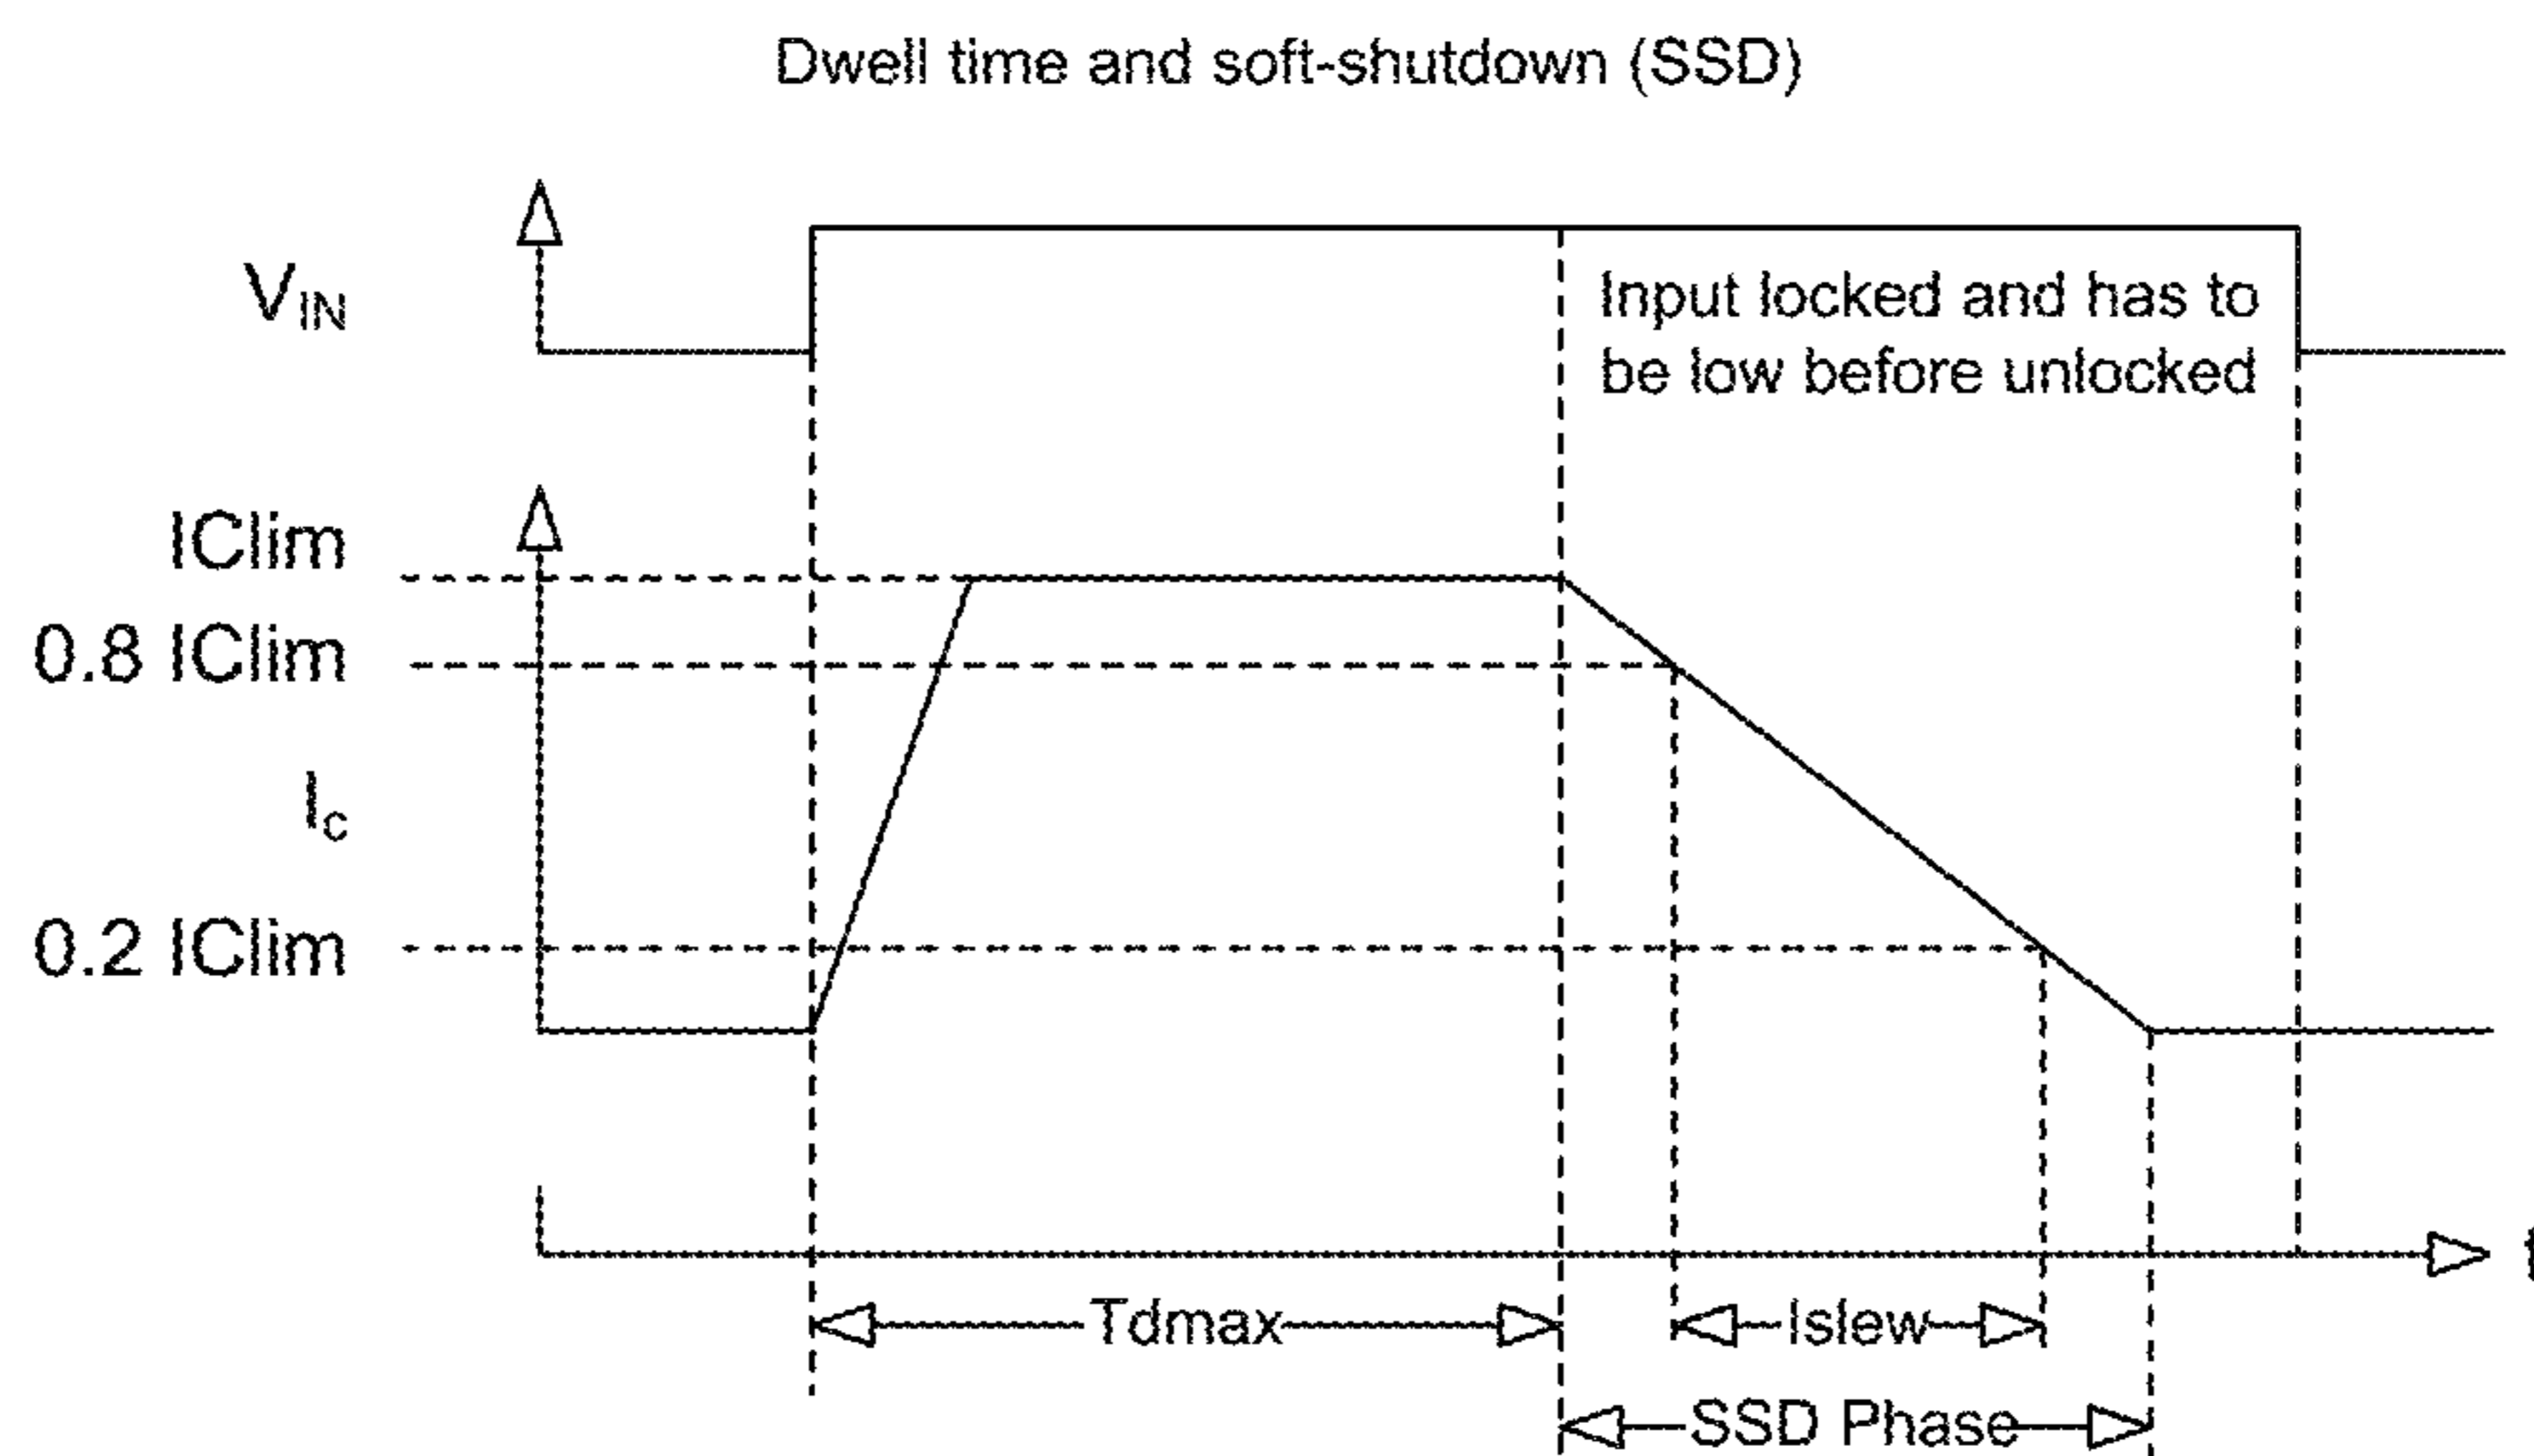 Dwell time and soft-shutdown (SSD)
VIN
Input locked and has to
be low before unlocked
IClim
0.8 IClim
Ic
0.2 IClim
Tdmax
Islew
SSD Phase